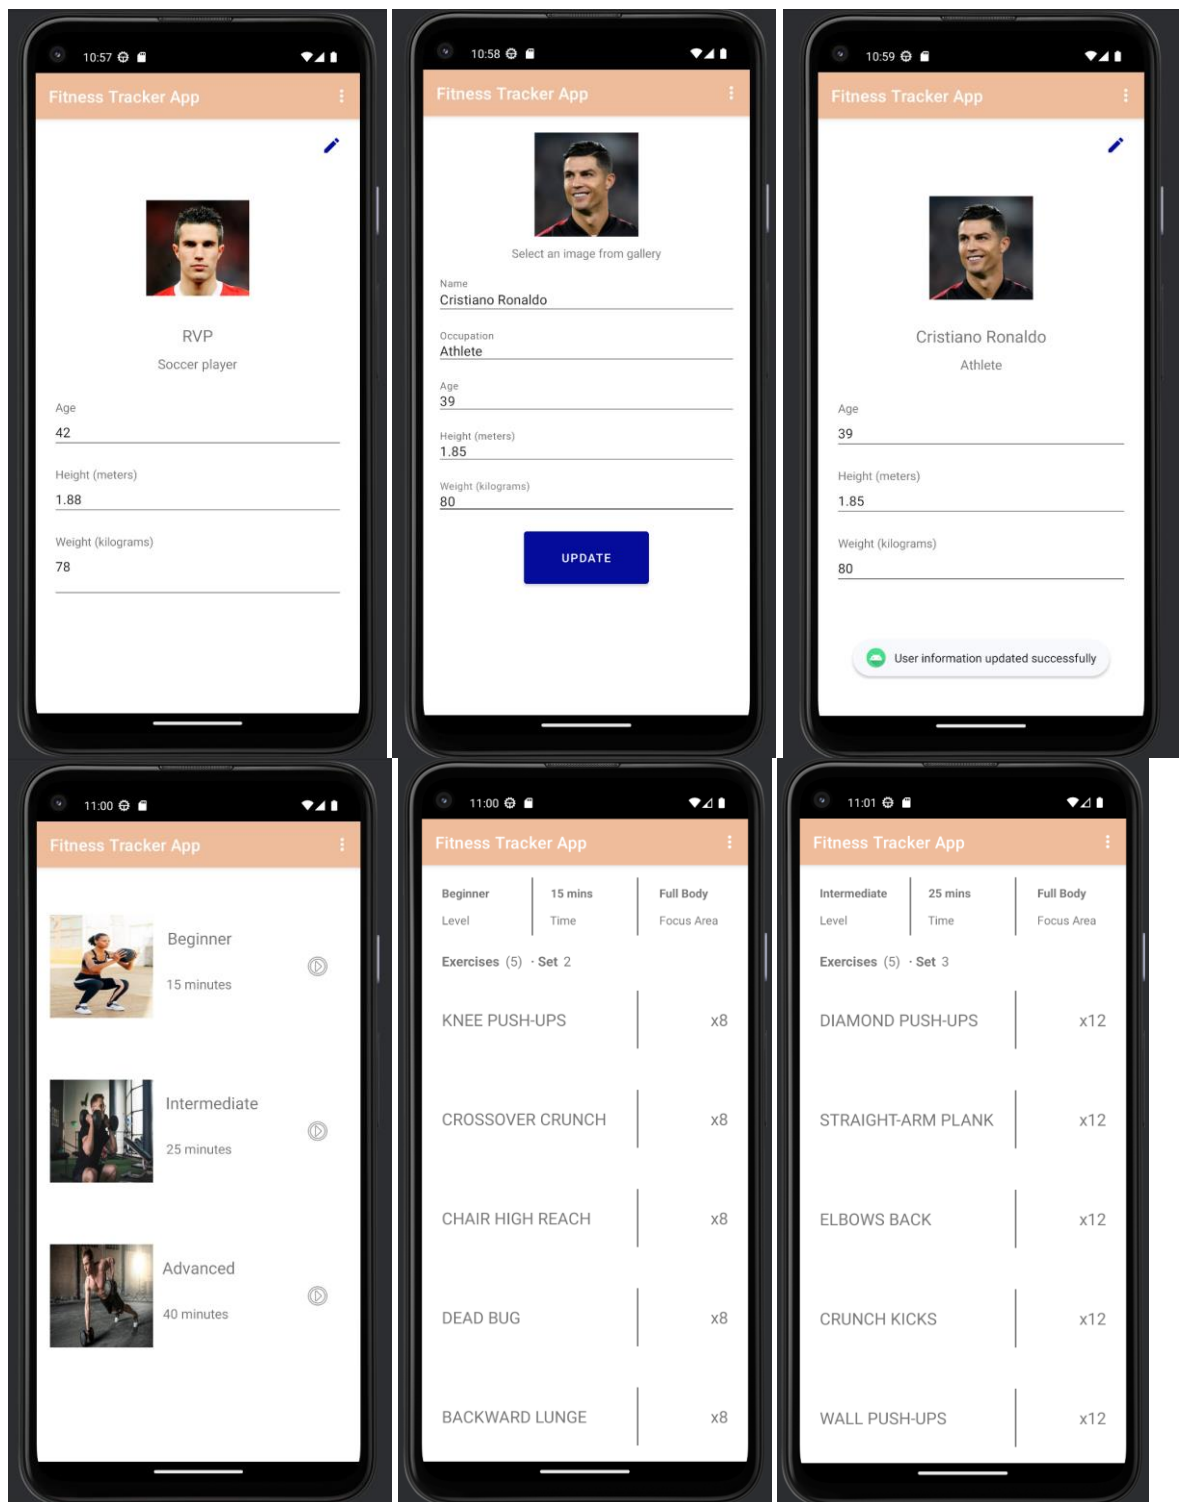 10:57
Fitness Tracker App
RVP
Soccer player
Age
42
Height (meters)
1.88
Weight (kilograms)
78
10:58
Fitness Tracker App
Select an image from gallery
Name
Cristiano Ronaldo
Occupation
Athlete
Age
39
Height (meters)
1.85
Weight (kilograms)
80
UPDATE
10:59
Fitness Tracker App
Cristiano Ronaldo
Athlete
Age
39
Height (meters)
1.85
Weight (kilograms)
80
User information updated successfully
11:00
Fitness Tracker App
Beginner
15 minutes
Intermediate
25 minutes
Advanced
40 minutes
11:00
Fitness Tracker App
Beginner 15 mins Full Body
Level Time Focus Area
Exercises (5) · Set 2
KNEE PUSH-UPS x8
CROSSOVER CRUNCH x8
CHAIR HIGH REACH x8
DEAD BUG x8
BACKWARD LUNGE x8
11:01
Fitness Tracker App
Intermediate 25 mins Full Body
Level Time Focus Area
Exercises (5) · Set 3
DIAMOND PUSH-UPS x12
STRAIGHT-ARM PLANK x12
ELBOWS BACK x12
CRUNCH KICKS x12
WALL PUSH-UPS x12